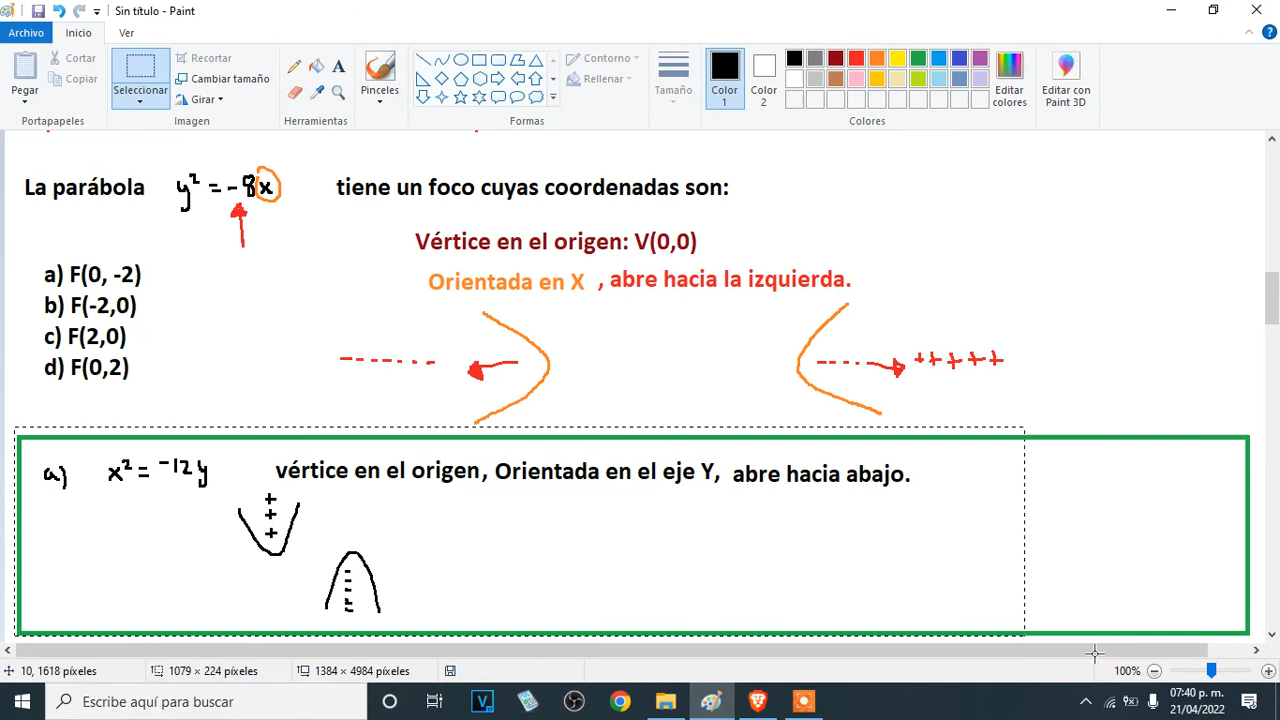 Sin título - Paint
Archivo Inicio Ver
Pegar
Cortar
Copiar
Portapapeles
Seleccionar
Recortar
Cambiar tamaño
Girar
Imagen
A
Herramientas
Pinceles
Contorno
Rellenar
Formas
Tamaño
Color 1
Color 2
Editar colores
Colores
Editar con Paint 3D
La parábola y² = -8x tiene un foco cuyas coordenadas son:
Vértice en el origen: V(0,0)
Orientada en X , abre hacia la izquierda.
a) F(0, -2)
b) F(-2,0)
c) F(2,0)
d) F(0,2)
------ +++++
a) x² = -12y vértice en el origen, Orientada en el eje Y, abre hacia abajo.
+
+
+
10, 1618 píxeles 1079 × 224 píxeles 1384 × 4984 píxeles 100%
Escribe aquí para buscar
07:40 p. m.
21/04/2022